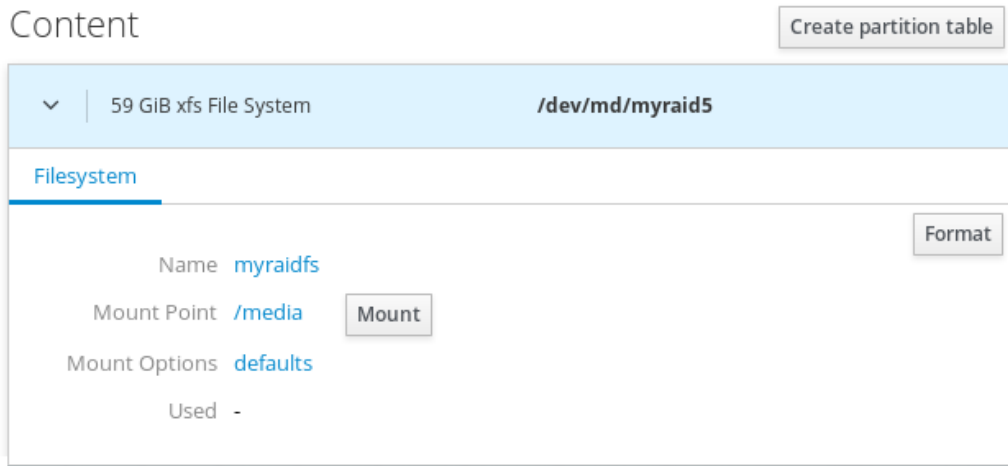 Content
Create partition table
59 GiB xfs File System /dev/md/myraid5
Filesystem
Format
Name myraidfs
Mount Point /media Mount
Mount Options defaults
Used -